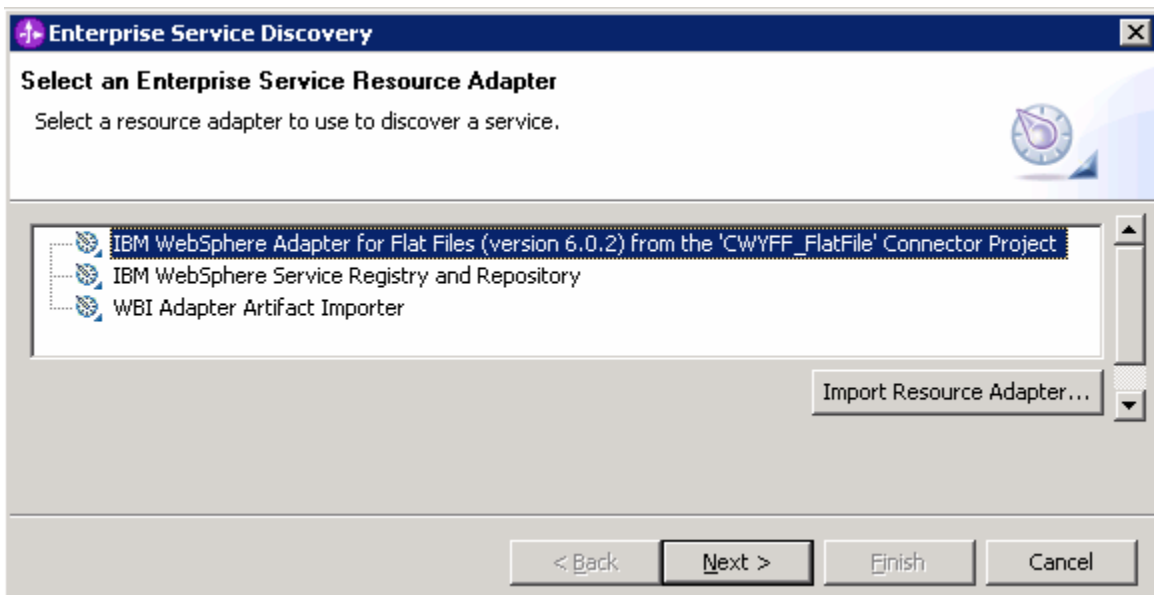 Enterprise Service Discovery
Select an Enterprise Service Resource Adapter
Select a resource adapter to use to discover a service.
IBM WebSphere Adapter for Flat Files (version 6.0.2) from the 'CWYFF_FlatFile' Connector Project
IBM WebSphere Service Registry and Repository
WBI Adapter Artifact Importer
Import Resource Adapter...
< Back Next > Finish Cancel